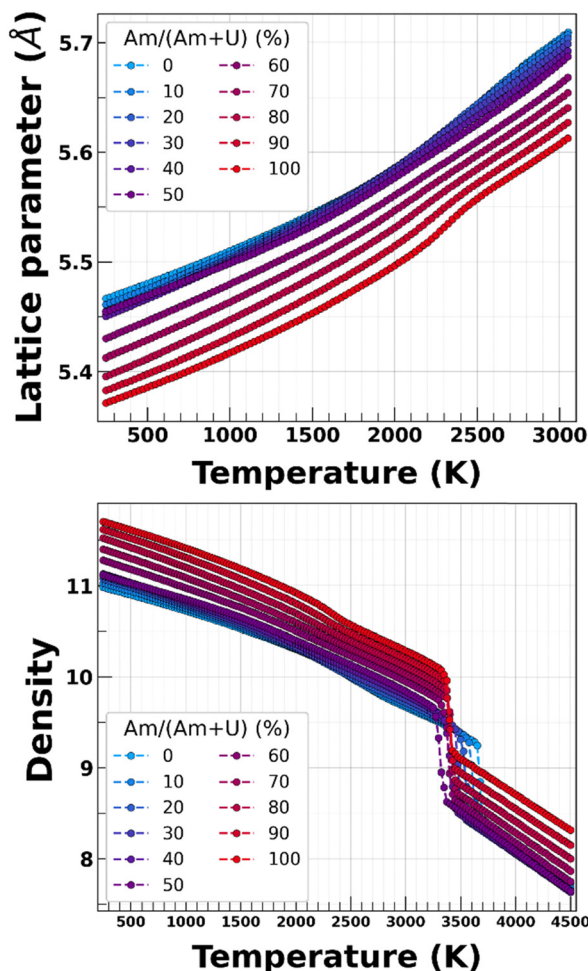 Lattice parameter (Å)
5.7
5.6
5.5
5.4
Am/(Am+U) (%)
0 60
10 70
20 80
30 90
40 100
50
500 1000 1500 2000 2500 3000
Temperature (K)
Density
11
10
9
8
Am/(Am+U) (%)
0 60
10 70
20 80
30 90
40 100
50
500 1000 1500 2000 2500 3000 3500 4000 4500
Temperature (K)